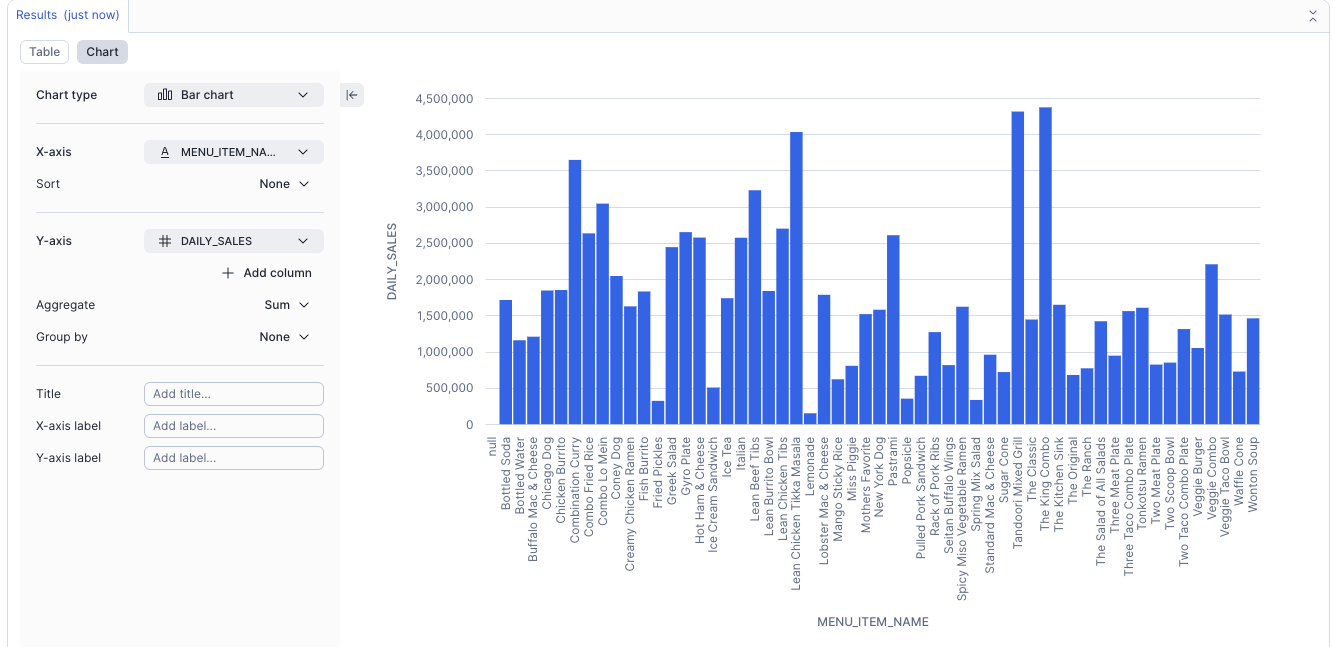 Results (just now)
Table
Chart
Chart type
Bar chart
X-axis
A MENU_ITEM_NA...
Sort
None
Y-axis
# DAILY_SALES
+ Add column
Aggregate
Sum
Group by
None
Title
Add title...
X-axis label
Add label...
Y-axis label
Add label...
DAILY_SALES
4,500,000
4,000,000
3,500,000
3,000,000
2,500,000
2,000,000
1,500,000
1,000,000
500,000
0
null
Bottled Soda
Bottled Water
Buffalo Mac & Cheese
Chicago Dog
Chicken Burrito
Combination Curry
Combo Fried Rice
Combo Lo Mein
Coney Dog
Creamy Chicken Ramen
Fish Burrito
Fried Pickles
Greek Salad
Gyro Plate
Hot Ham & Cheese
Ice Cream Sandwich
Ice Tea
Italian
Lean Beef Tibs
Lean Burrito Bowl
Lean Chicken Tibs
Lean Chicken Tikka Masala
Lemonade
Lobster Mac & Cheese
Mango Sticky Rice
Miss Piggie
Mothers Favorite
New York Dog
Pastrami
Popsicle
Pulled Pork Sandwich
Rack of Pork Ribs
Seitan Buffalo Wings
Spicy Miso Vegetable Ramen
Spring Mix Salad
Standard Mac & Cheese
Sugar Cone
Tandoori Mixed Grill
The Classic
The King Combo
The Kitchen Sink
The Original
The Ranch
The Salad of All Salads
Three Meat Plate
Three Taco Combo Plate
Tonkotsu Ramen
Two Meat Plate
Two Scoop Bowl
Two Taco Combo Plate
Veggie Burger
Veggie Combo
Veggie Taco Bowl
Waffle Cone
Wonton Soup
MENU_ITEM_NAME